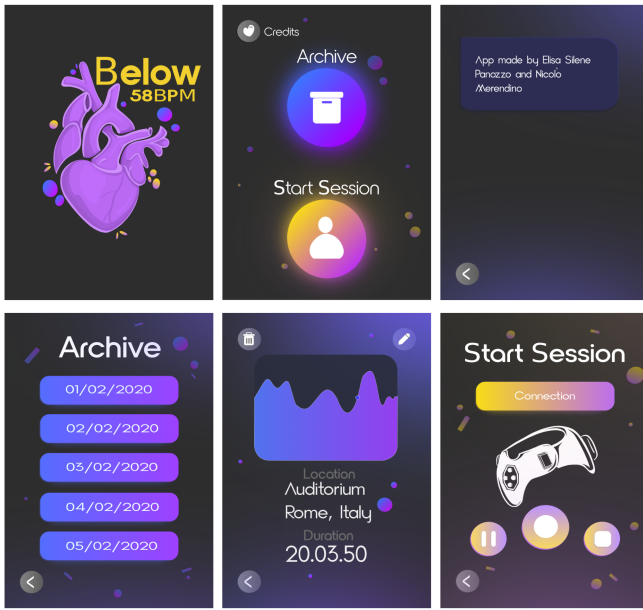 Below
58BPM
Credits
Archive
Start Session
App made by Elisa Silene
Panozzo and Nicolò
Merendino
Archive
01/02/2020
02/02/2020
03/02/2020
04/02/2020
05/02/2020
Location
Auditorium
Rome, Italy
Duration
20.03.50
Start Session
Connection